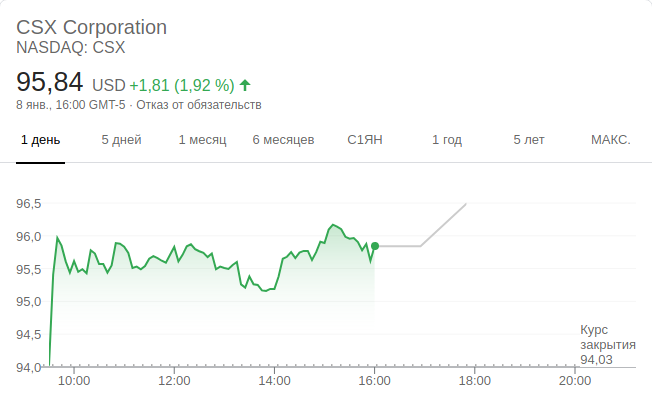 CSX Corporation
NASDAQ: CSX
95,84 USD +1,81 (1,92 %)
8 янв., 16:00 GMT-5 · Отказ от обязательств
1 день 5 дней 1 месяц 6 месяцев С1ЯН 1 год 5 лет МАКС.
96,5
96,0
95,5
95,0
94,5
94,0
Курс
закрытия
94,03
10:00 12:00 14:00 16:00 18:00 20:00